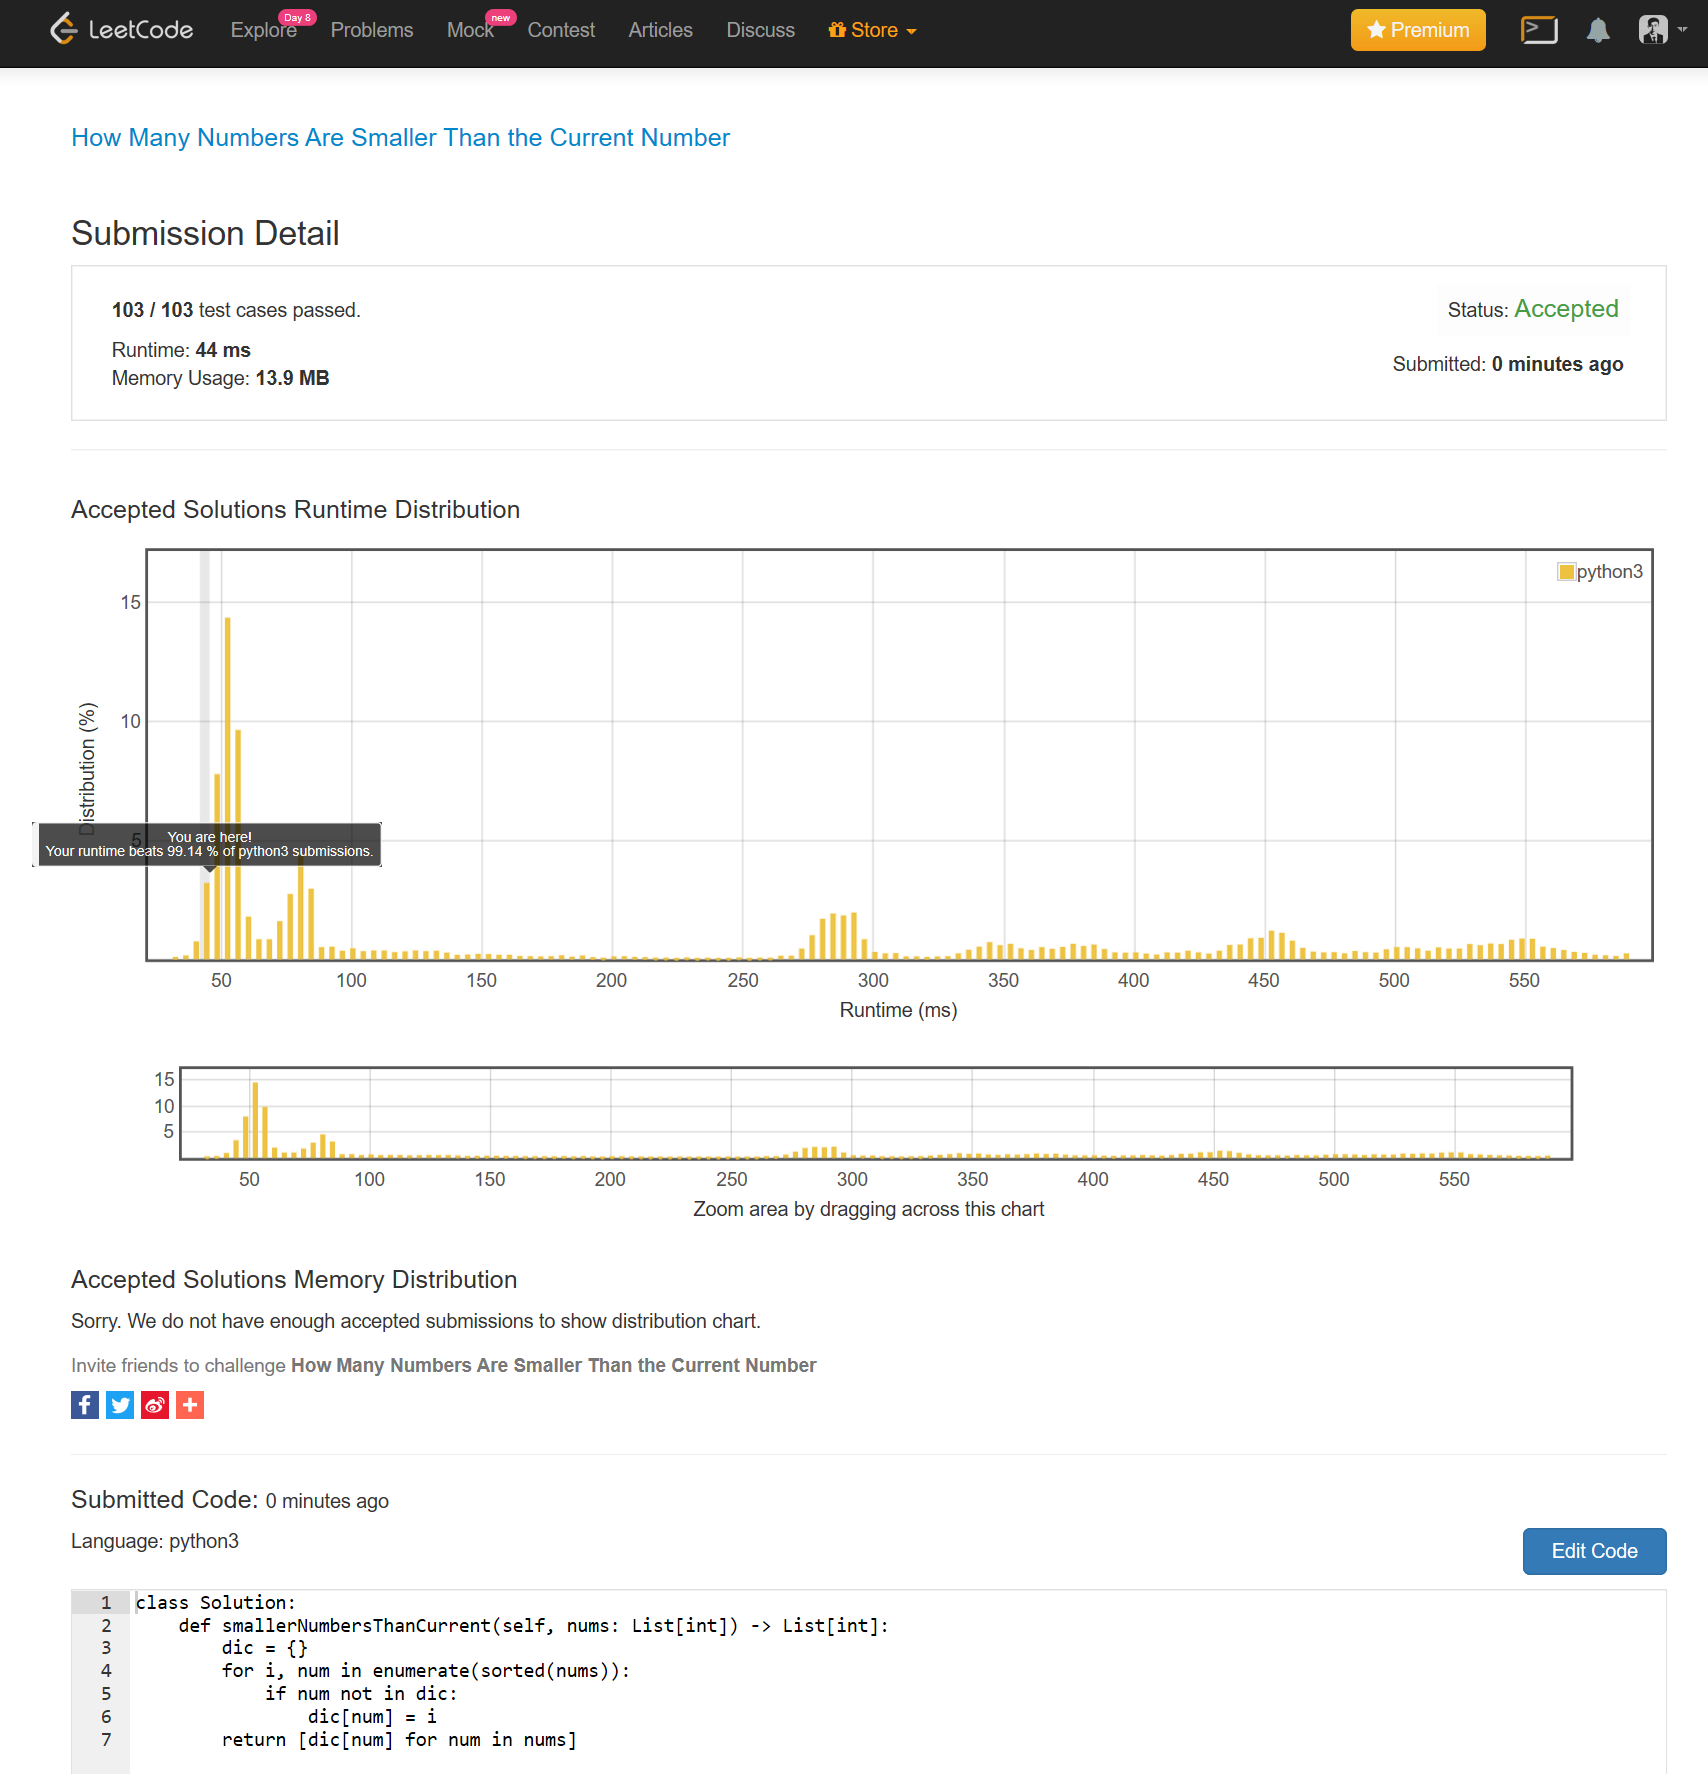 LeetCode Explore Day 8 Problems Mock new Contest Articles Discuss Store Premium
How Many Numbers Are Smaller Than the Current Number
Submission Detail
103 / 103 test cases passed.
Status: Accepted
Runtime: 44 ms
Submitted: 0 minutes ago
Memory Usage: 13.9 MB
Accepted Solutions Runtime Distribution
python3
15
10
5
Distribution (%)
You are here!
Your runtime beats 99.14 % of python3 submissions.
50 100 150 200 250 300 350 400 450 500 550
Runtime (ms)
15
10
5
50 100 150 200 250 300 350 400 450 500 550
Zoom area by dragging across this chart
Accepted Solutions Memory Distribution
Sorry. We do not have enough accepted submissions to show distribution chart.
Invite friends to challenge How Many Numbers Are Smaller Than the Current Number
Submitted Code: 0 minutes ago
Language: python3
Edit Code
1 class Solution:
2     def smallerNumbersThanCurrent(self, nums: List[int]) -> List[int]:
3         dic = {}
4         for i, num in enumerate(sorted(nums)):
5             if num not in dic:
6                 dic[num] = i
7         return [dic[num] for num in nums]